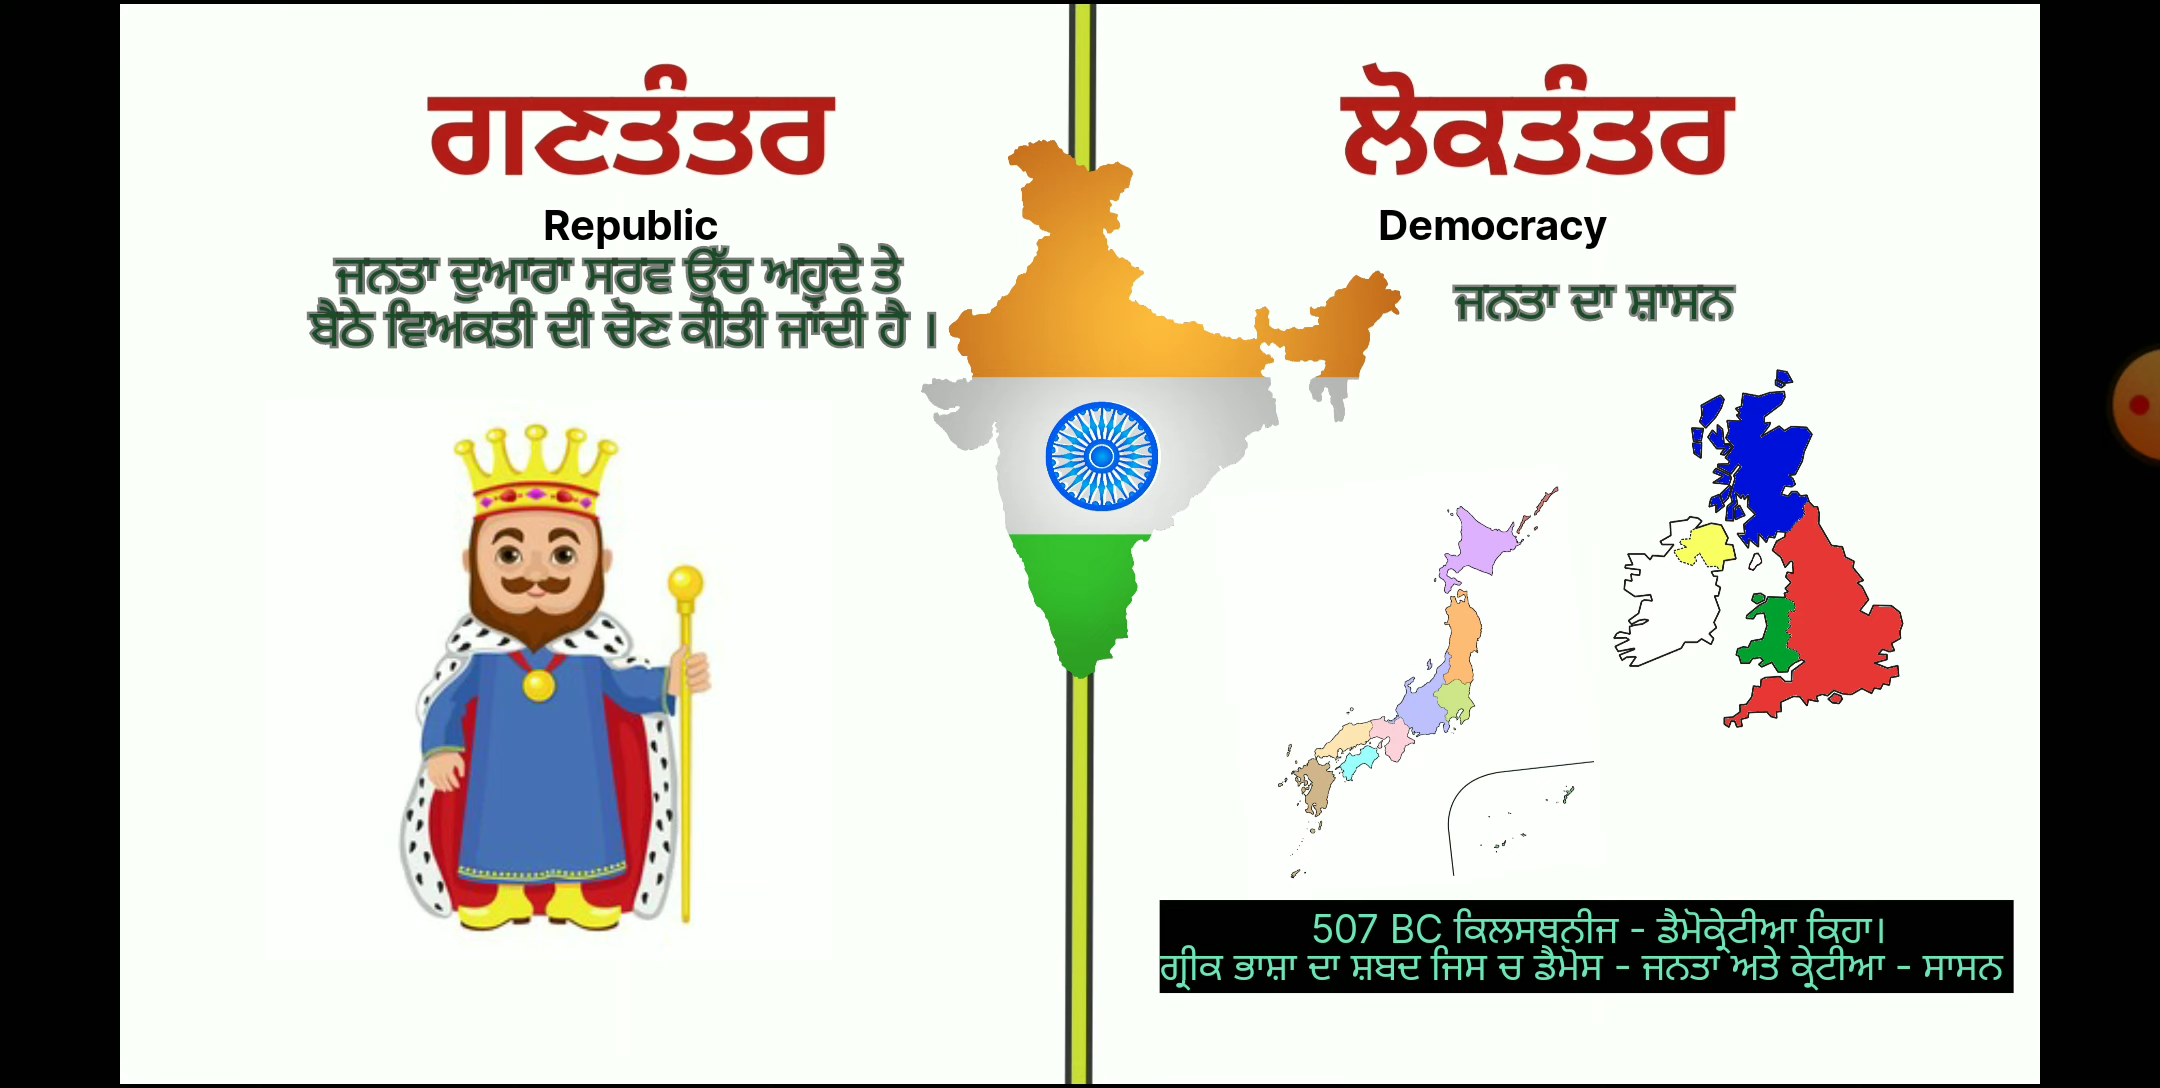 ਗਣਤੰਤਰ
Republic
ਜਨਤਾ ਦੁਆਰਾ ਸਰਵ ਉੱਚ ਅਹੁਦੇ ਤੇ
ਬੈਠੇ ਵਿਅਕਤੀ ਦੀ ਚੋਣ ਕੀਤੀ ਜਾਂਦੀ ਹੈ ।
ਲੋਕਤੰਤਰ
Democracy
ਜਨਤਾ ਦਾ ਸ਼ਾਸਨ
507 BC ਕਿਲਸਥਨੀਜ - ਡੈਮੋਕ੍ਰੇਟੀਆ ਕਿਹਾ।
ਗ੍ਰੀਕ ਭਾਸ਼ਾ ਦਾ ਸ਼ਬਦ ਜਿਸ ਚ ਡੈਮੋਸ - ਜਨਤਾ ਅਤੇ ਕ੍ਰੇਟੀਆ - ਸਾਸਨ